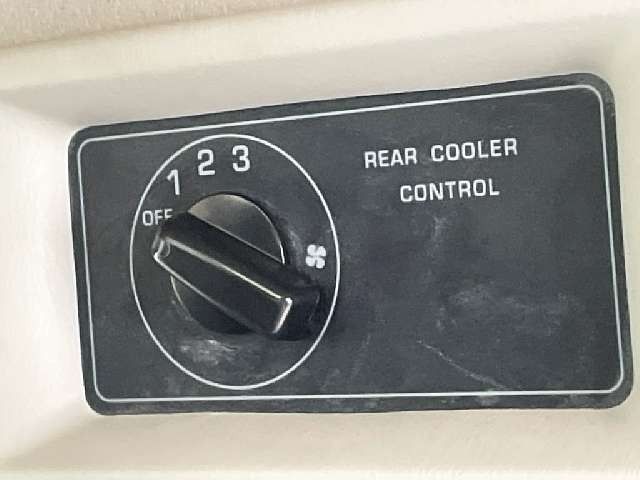 REAR COOLER
CONTROL
OFF 1 2 3